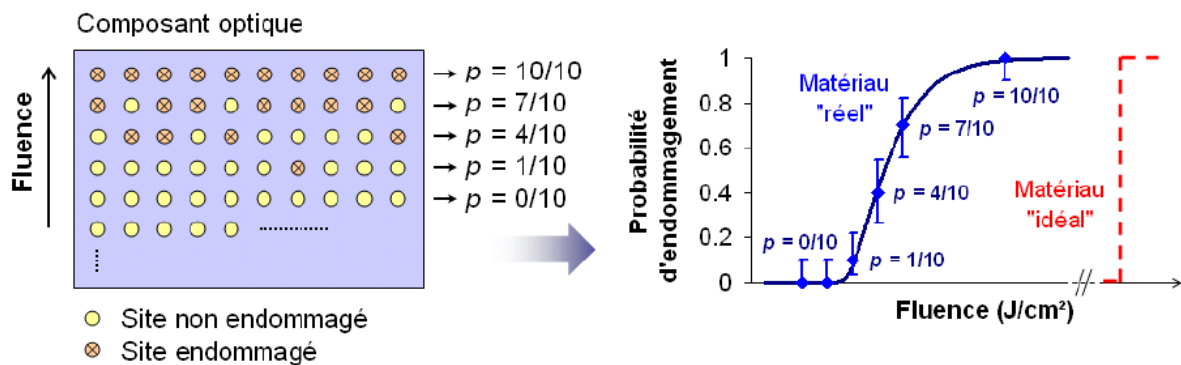 Composant optique
Fluence
→ p = 10/10
→ p = 7/10
→ p = 4/10
→ p = 1/10
→ p = 0/10
Site non endommagé
Site endommagé
Probabilité
d'endommagement
1
0.8
0.6
0.4
0.2
0
Matériau
"réel"
p = 10/10
p = 7/10
p = 4/10
p = 0/10
p = 1/10
Matériau
"idéal"
//
Fluence (J/cm²)